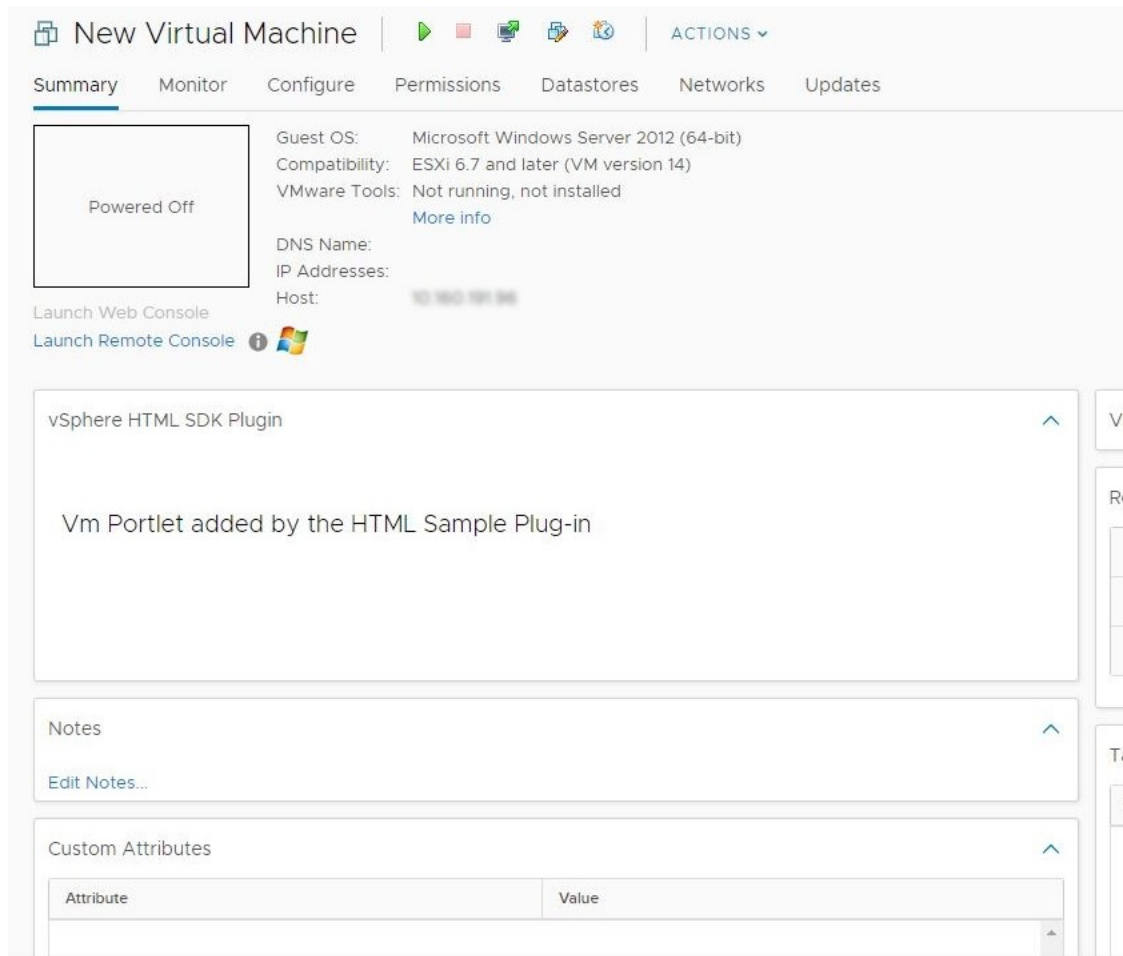 New Virtual Machine
ACTIONS
Summary Monitor Configure Permissions Datastores Networks Updates
Powered Off
Guest OS: Microsoft Windows Server 2012 (64-bit)
Compatibility: ESXi 6.7 and later (VM version 14)
VMware Tools: Not running, not installed
More info
DNS Name:
IP Addresses:
Host:
Launch Web Console
Launch Remote Console
vSphere HTML SDK Plugin
Vm Portlet added by the HTML Sample Plug-in
Notes
Edit Notes...
Custom Attributes
Attribute Value